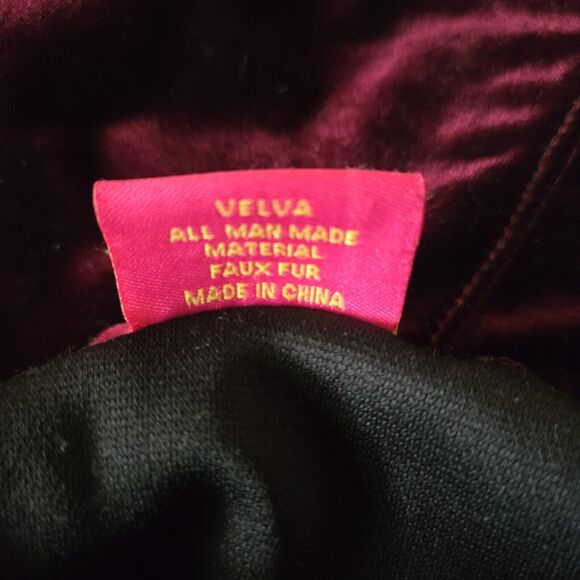 VELVA
ALL MAN MADE
MATERIAL
FAUX FUR
MADE IN CHINA